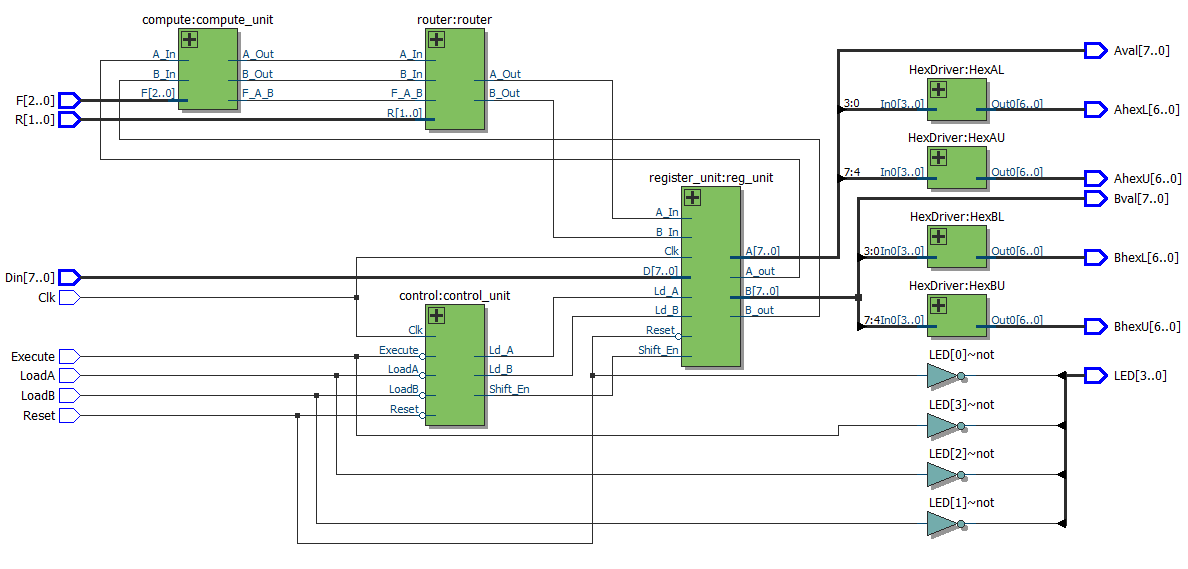 compute:compute_unit
A_In
B_In
F[2..0]
A_Out
B_Out
F_A_B
router:router
A_In
B_In
F_A_B
R[1..0]
A_Out
B_Out
F[2..0]
R[1..0]
register_unit:reg_unit
A_In
B_In
Clk
D[7..0]
Ld_A
Ld_B
Reset
Shift_En
A[7..0]
A_out
B[7..0]
B_out
Din[7..0]
Clk
control:control_unit
Clk
Execute
LoadA
LoadB
Reset
Ld_A
Ld_B
Shift_En
Execute
LoadA
LoadB
Reset
Aval[7..0]
HexDriver:HexAL
3:0
In0[3..0]
Out0[6..0]
AhexL[6..0]
HexDriver:HexAU
7:4
In0[3..0]
Out0[6..0]
AhexU[6..0]
Bval[7..0]
HexDriver:HexBL
3:0
In0[3..0]
Out0[6..0]
BhexL[6..0]
HexDriver:HexBU
7:4
In0[3..0]
Out0[6..0]
BhexU[6..0]
LED[0]~not
LED[3..0]
LED[3]~not
LED[2]~not
LED[1]~not